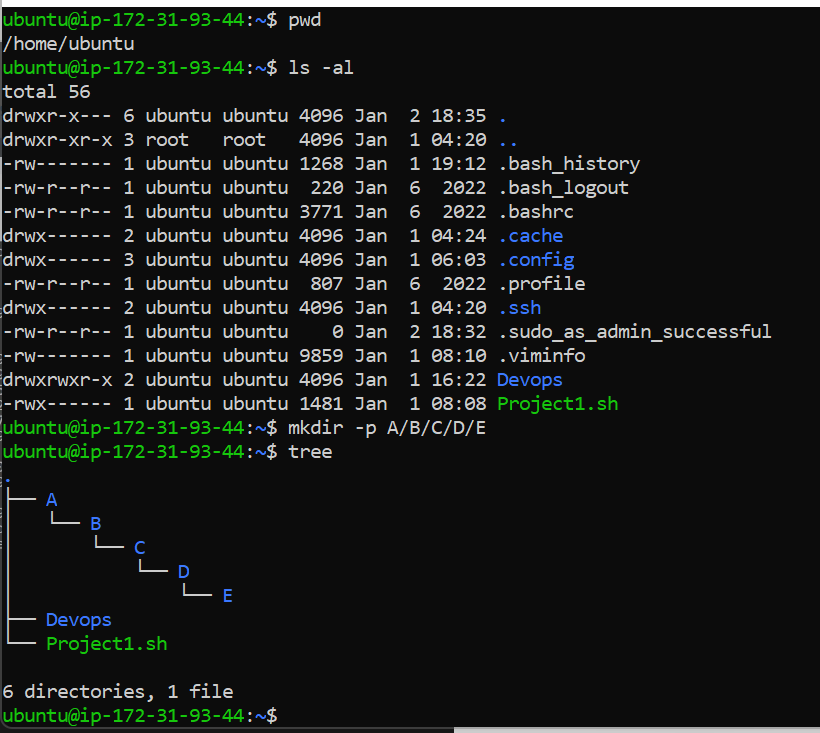 ubuntu@ip-172-31-93-44:~$ pwd
/home/ubuntu
ubuntu@ip-172-31-93-44:~$ ls -al
total 56
drwxr-x--- 6 ubuntu ubuntu 4096 Jan  2 18:35 .
drwxr-xr-x 3 root   root   4096 Jan  1 04:20 ..
-rw------- 1 ubuntu ubuntu 1268 Jan  1 19:12 .bash_history
-rw-r--r-- 1 ubuntu ubuntu  220 Jan  6  2022 .bash_logout
-rw-r--r-- 1 ubuntu ubuntu 3771 Jan  6  2022 .bashrc
drwx------ 2 ubuntu ubuntu 4096 Jan  1 04:24 .cache
drwx------ 3 ubuntu ubuntu 4096 Jan  1 06:03 .config
-rw-r--r-- 1 ubuntu ubuntu  807 Jan  6  2022 .profile
drwx------ 2 ubuntu ubuntu 4096 Jan  1 04:20 .ssh
-rw-r--r-- 1 ubuntu ubuntu    0 Jan  2 18:32 .sudo_as_admin_successful
-rw------- 1 ubuntu ubuntu 9859 Jan  1 08:10 .viminfo
drwxrwxr-x 2 ubuntu ubuntu 4096 Jan  1 16:22 Devops
-rwx------ 1 ubuntu ubuntu 1481 Jan  1 08:08 Project1.sh
ubuntu@ip-172-31-93-44:~$ mkdir -p A/B/C/D/E
ubuntu@ip-172-31-93-44:~$ tree
.
├── A
│   └── B
│       └── C
│           └── D
│               └── E
├── Devops
└── Project1.sh

6 directories, 1 file
ubuntu@ip-172-31-93-44:~$